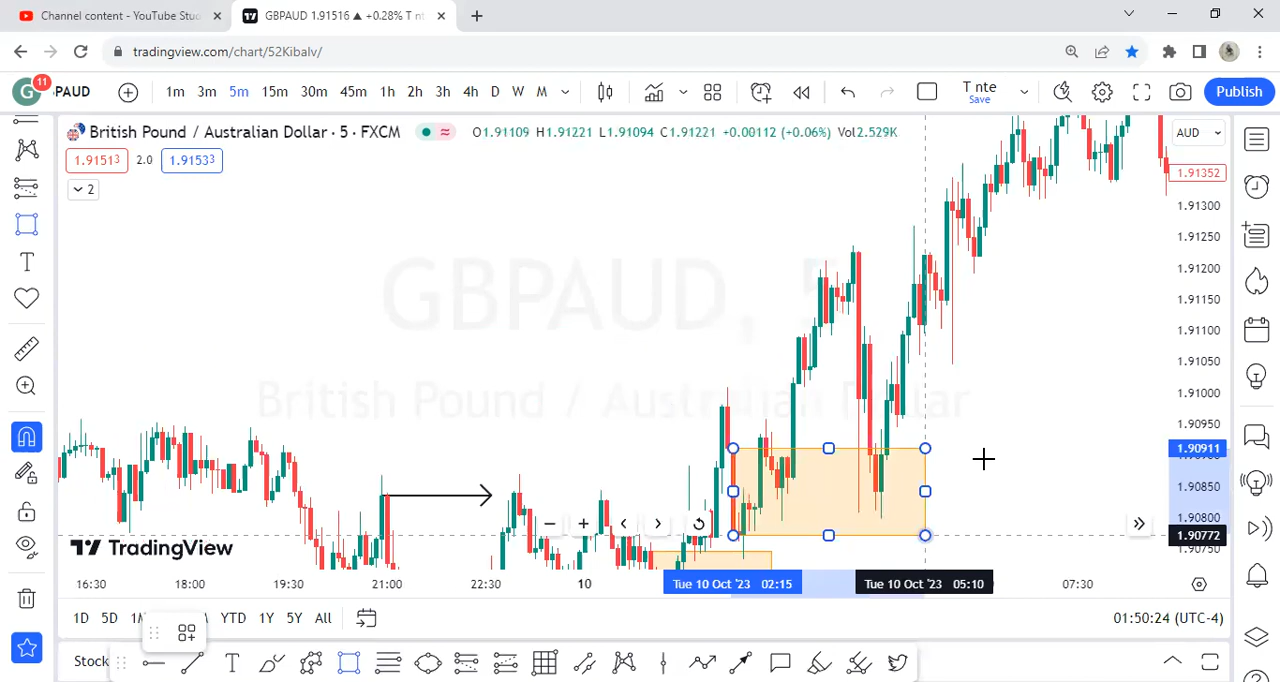 Channel content - YouTube Stu
GBPAUD 1.91516 ▲ +0.28% T nt
tradingview.com/chart/52Kibalv/
G 11 PAUD 1m 3m 5m 15m 30m 45m 1h 2h 3h 4h D W M T nte Save Publish
British Pound / Australian Dollar · 5 · FXCM O1.91109 H1.91221 L1.91094 C1.91221 +0.00112 (+0.06%) Vol2.529K
AUD
1.91513 2.0 1.91533
2
1.91352
1.91300
1.91250
1.91200
1.91150
1.91100
1.91050
1.91000
1.90950
1.90911
1.90850
1.90800
1.90772
1.90750
GBPAUD, 5
British Pound / Australian Dollar
TradingView
16:30 18:00 19:30 21:00 22:30 10 Tue 10 Oct '23 02:15 Tue 10 Oct '23 05:10 07:30
1D 5D 1M YTD 1Y 5Y All 01:50:24 (UTC-4)
Stock